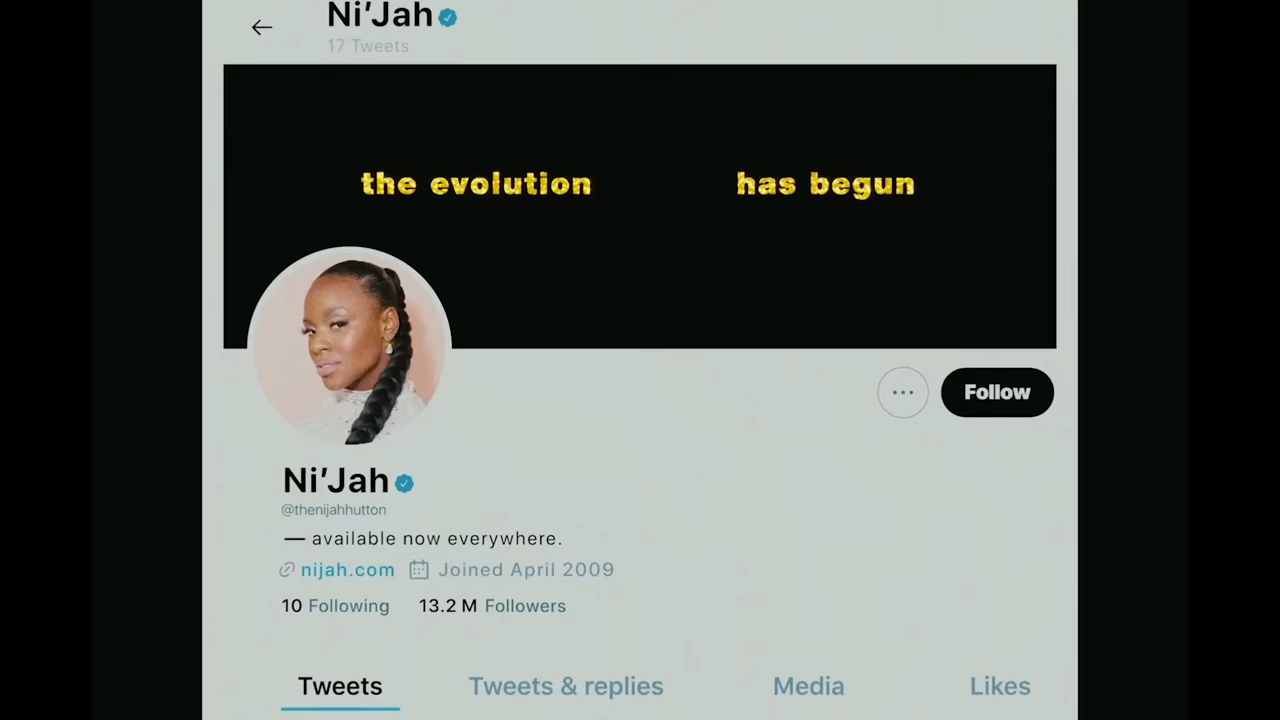 Ni’Jah
17 Tweets
the evolution has begun
Follow
Ni’Jah
@thenijahhutton
— available now everywhere.
nijah.com Joined April 2009
10 Following 13.2 M Followers
Tweets Tweets & replies Media Likes